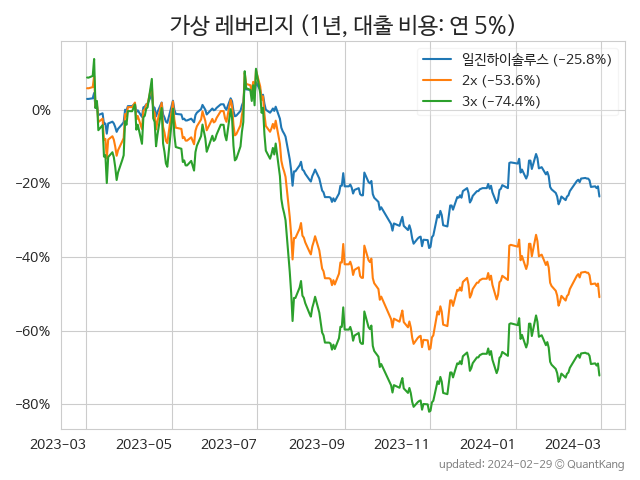 가상 레버리지 (1년, 대출 비용: 연 5%)
일진하이솔루스 (−25.8%)
2x (−53.6%)
3x (−74.4%)
0%
−20%
−40%
−60%
−80%
2023-03 2023-05 2023-07 2023-09 2023-11 2024-01 2024-03
updated: 2024-02-29 © QuantKang